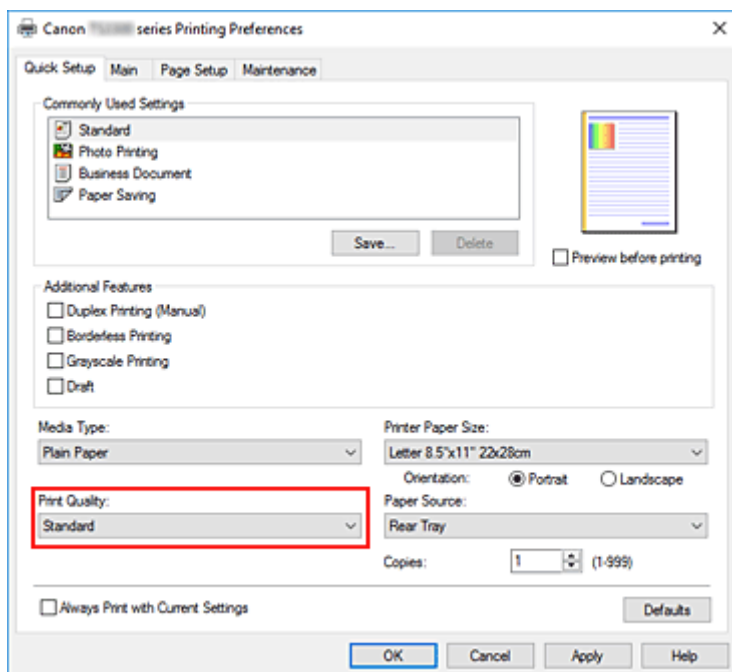 Canon series Printing Preferences
Quick Setup Main Page Setup Maintenance
Commonly Used Settings
Standard
Photo Printing
Business Document
Paper Saving
Save... Delete
Preview before printing
Additional Features
Duplex Printing (Manual)
Borderless Printing
Grayscale Printing
Draft
Media Type: Printer Paper Size:
Plain Paper Letter 8.5"x11" 22x28cm
Orientation: Portrait Landscape
Print Quality: Paper Source:
Standard Rear Tray
Copies: 1 (1-999)
Always Print with Current Settings Defaults
OK Cancel Apply Help